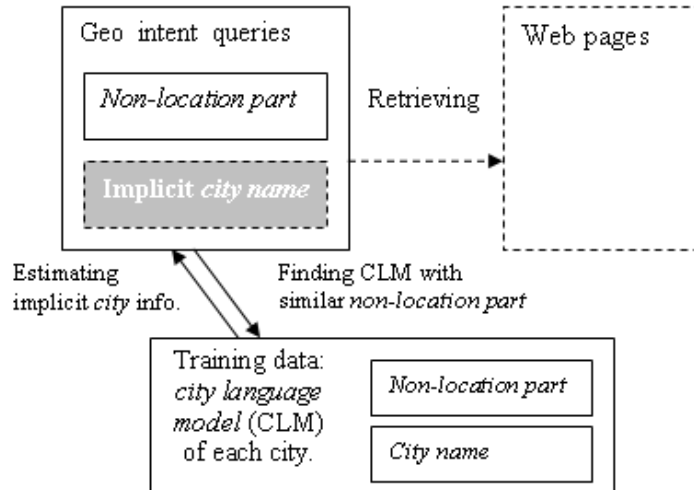 Geo intent queries
Non-location part
Implicit city name
Retrieving
Web pages
Estimating
implicit city info.
Finding CLM with
similar non-location part
Training data:
city language
model (CLM)
of each city.
Non-location part
City name